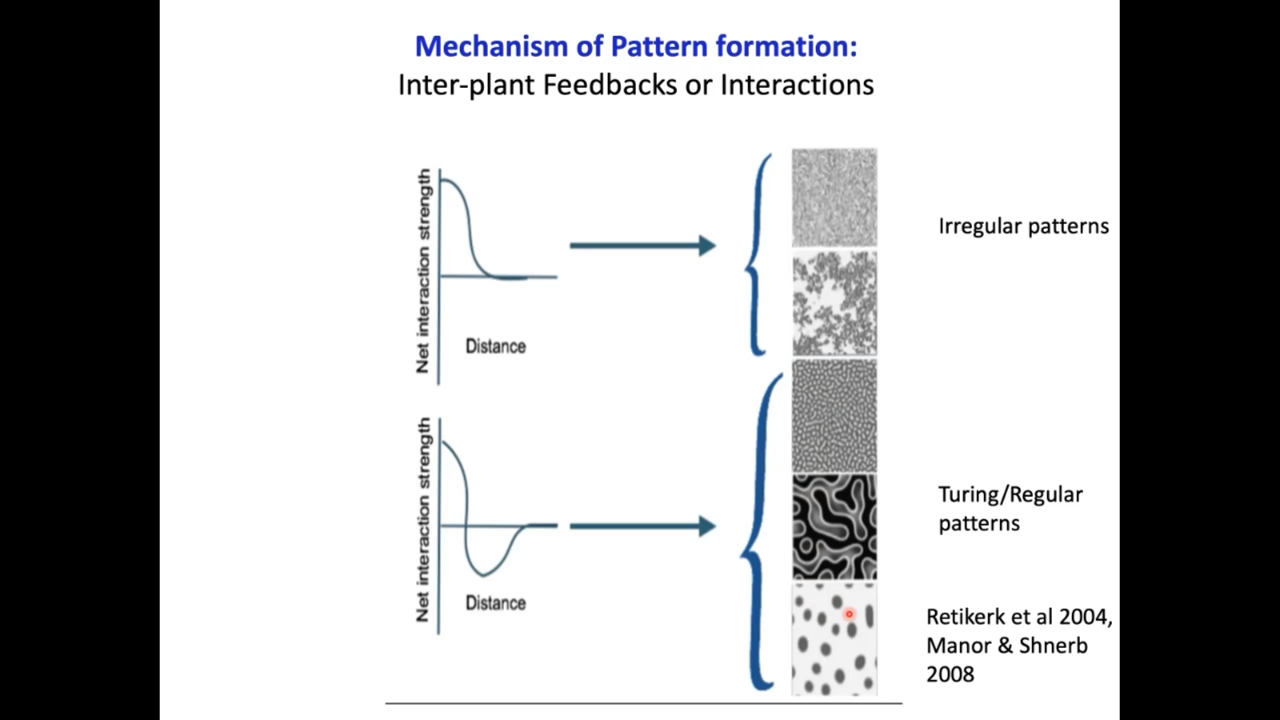 Mechanism of Pattern formation:
Inter-plant Feedbacks or Interactions
Net interaction strength
Distance
Irregular patterns
Net interaction strength
Distance
Turing/Regular
patterns
Retikerk et al 2004,
Manor & Shnerb
2008